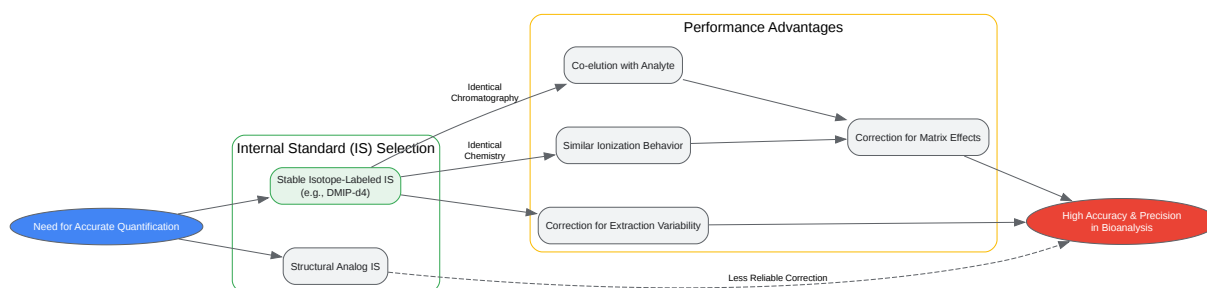 Performance Advantages
Co-elution with Analyte
Identical
Chromatography
Correction for Matrix Effects
Internal Standard (IS) Selection
Identical
Chemistry
Similar Ionization Behavior
Stable Isotope-Labeled IS
(e.g., DMIP-d4)
Need for Accurate Quantification
Correction for Extraction Variability
High Accuracy & Precision
in Bioanalysis
Structural Analog IS
Less Reliable Correction